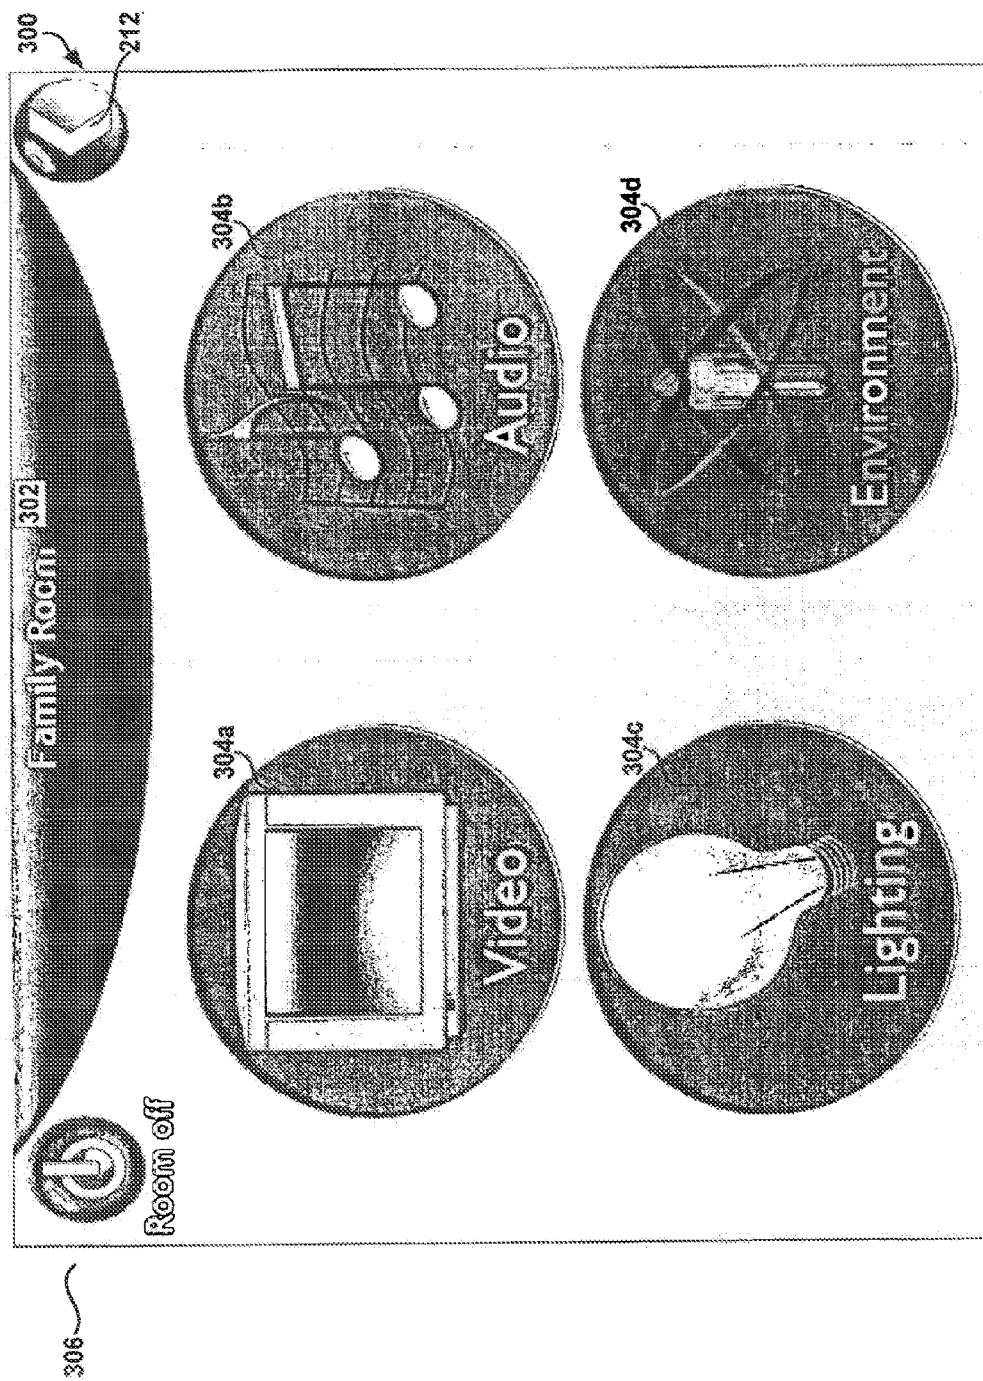 300
212
Family Room 302
Room off
306
304a
Video
304b
Audio
304c
Lighting
304d
Environment